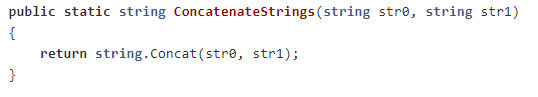 public static string ConcatenateStrings(string str0, string str1)
{
    return string.Concat(str0, str1);
}